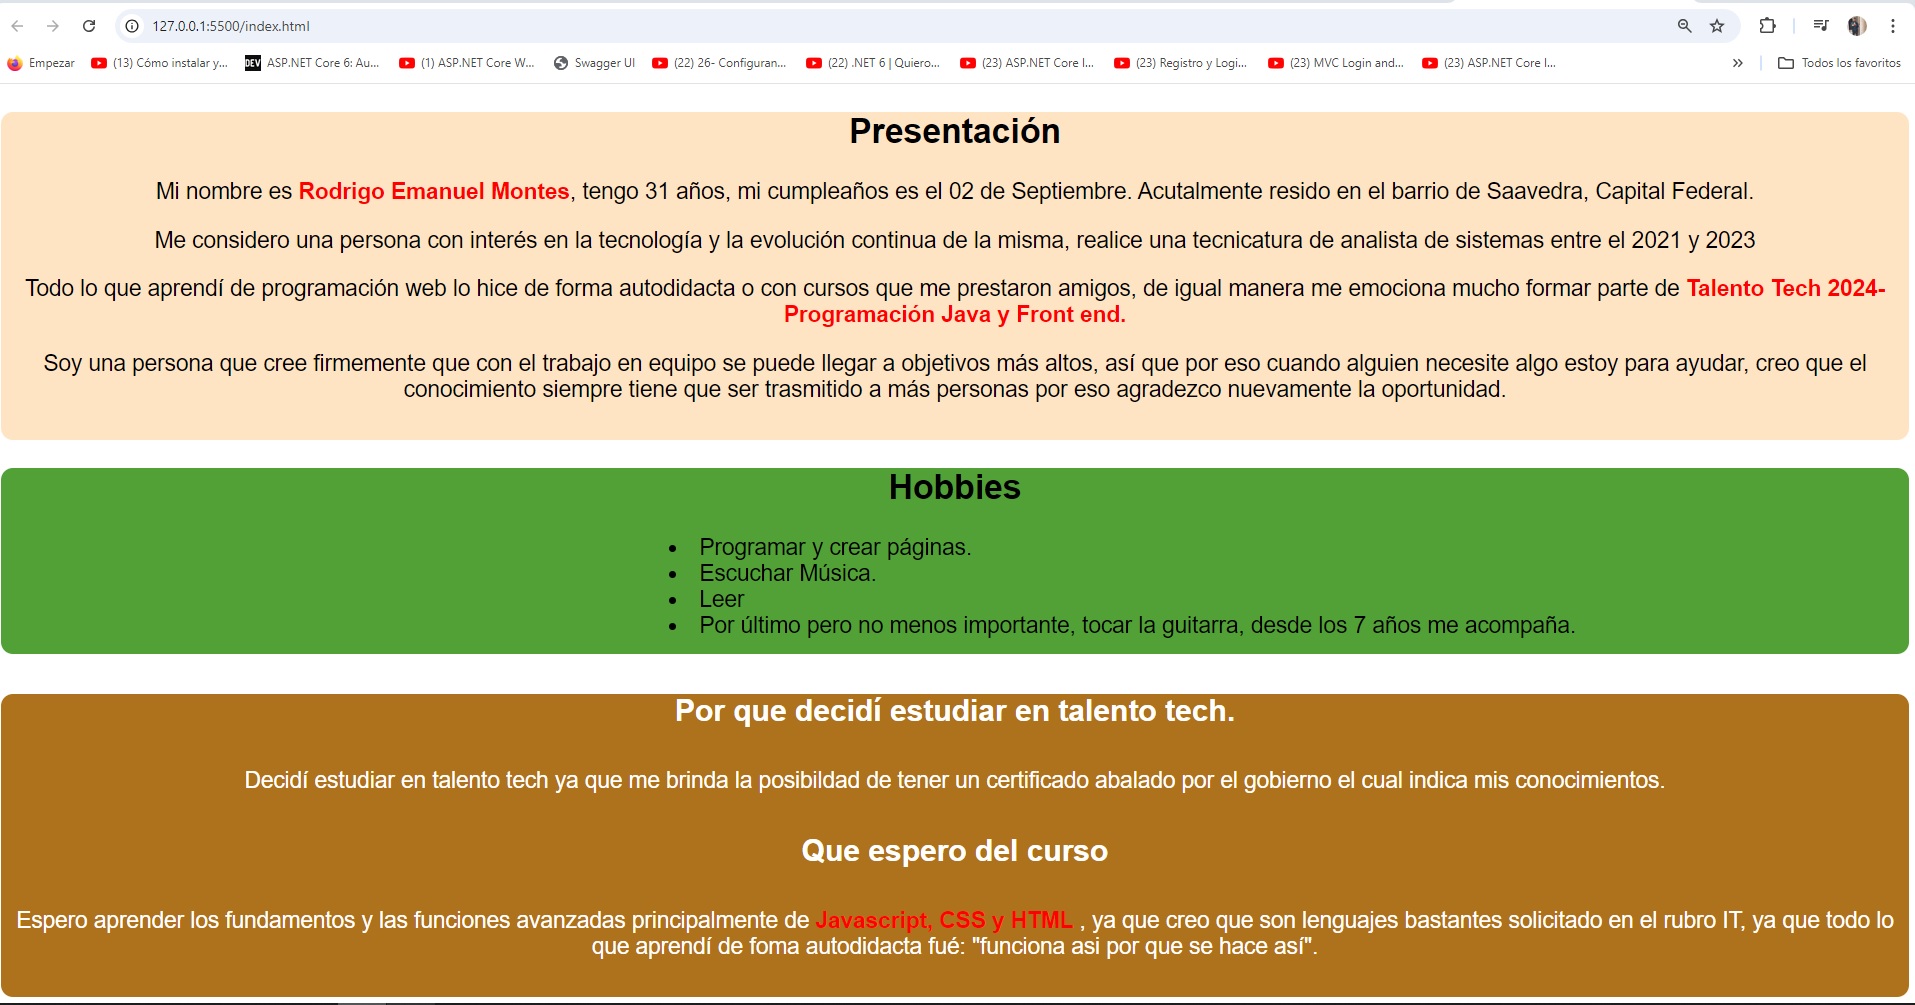 127.0.0.1:5500/index.html
Empezar (13) Cómo instalar y... DEV ASP.NET Core 6: Au... (1) ASP.NET Core W... Swagger UI (22) 26- Configuran... (22) .NET 6 | Quiero... (23) ASP.NET Core I... (23) Registro y Logi... (23) MVC Login and... (23) ASP.NET Core I... » Todos los favoritos
Presentación
Mi nombre es Rodrigo Emanuel Montes, tengo 31 años, mi cumpleaños es el 02 de Septiembre. Acutalmente resido en el barrio de Saavedra, Capital Federal.
Me considero una persona con interés en la tecnología y la evolución continua de la misma, realice una tecnicatura de analista de sistemas entre el 2021 y 2023
Todo lo que aprendí de programación web lo hice de forma autodidacta o con cursos que me prestaron amigos, de igual manera me emociona mucho formar parte de Talento Tech 2024-
Programación Java y Front end.
Soy una persona que cree firmemente que con el trabajo en equipo se puede llegar a objetivos más altos, así que por eso cuando alguien necesite algo estoy para ayudar, creo que el
conocimiento siempre tiene que ser trasmitido a más personas por eso agradezco nuevamente la oportunidad.
Hobbies
• Programar y crear páginas.
• Escuchar Música.
• Leer
• Por último pero no menos importante, tocar la guitarra, desde los 7 años me acompaña.
Por que decidí estudiar en talento tech.
Decidí estudiar en talento tech ya que me brinda la posibildad de tener un certificado abalado por el gobierno el cual indica mis conocimientos.
Que espero del curso
Espero aprender los fundamentos y las funciones avanzadas principalmente de Javascript, CSS y HTML , ya que creo que son lenguajes bastantes solicitado en el rubro IT, ya que todo lo
que aprendí de foma autodidacta fué: "funciona asi por que se hace así".